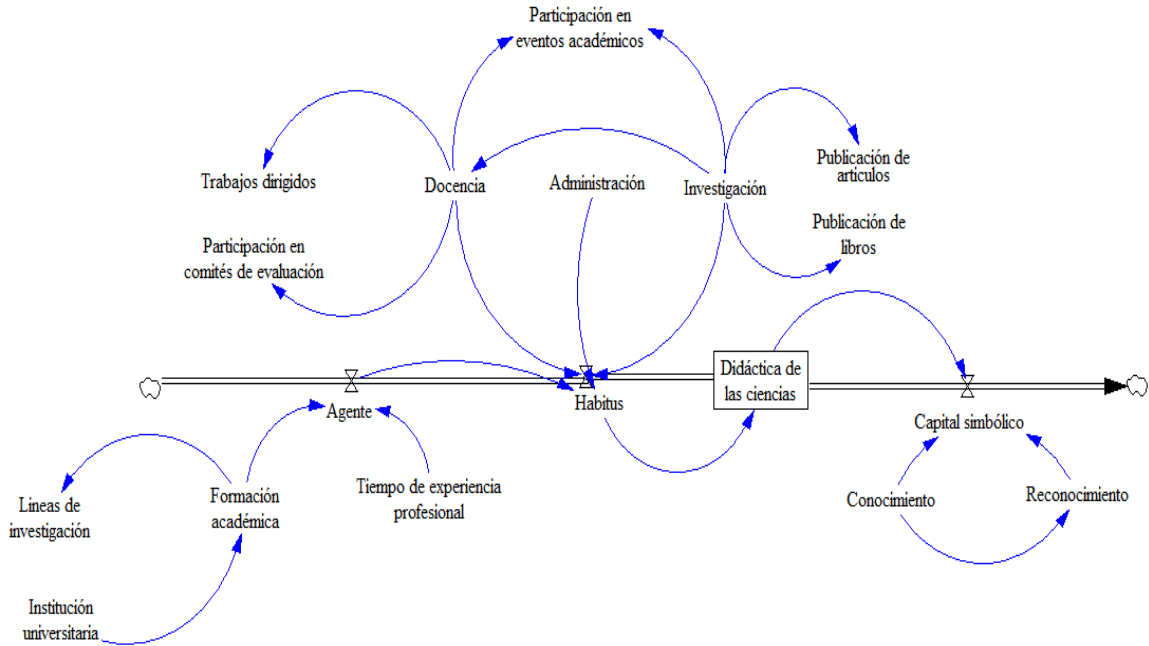 Participación en
eventos académicos
Trabajos dirigidos
Docencia
Administración
Investigación
Publicación de
articulos
Publicación de
libros
Participación en
comités de evaluación
Didáctica de
las ciencias
Agente
Habitus
Capital simbólico
Lineas de
investigación
Formación
académica
Tiempo de experiencia
profesional
Conocimiento
Reconocimiento
Institución
universitaria